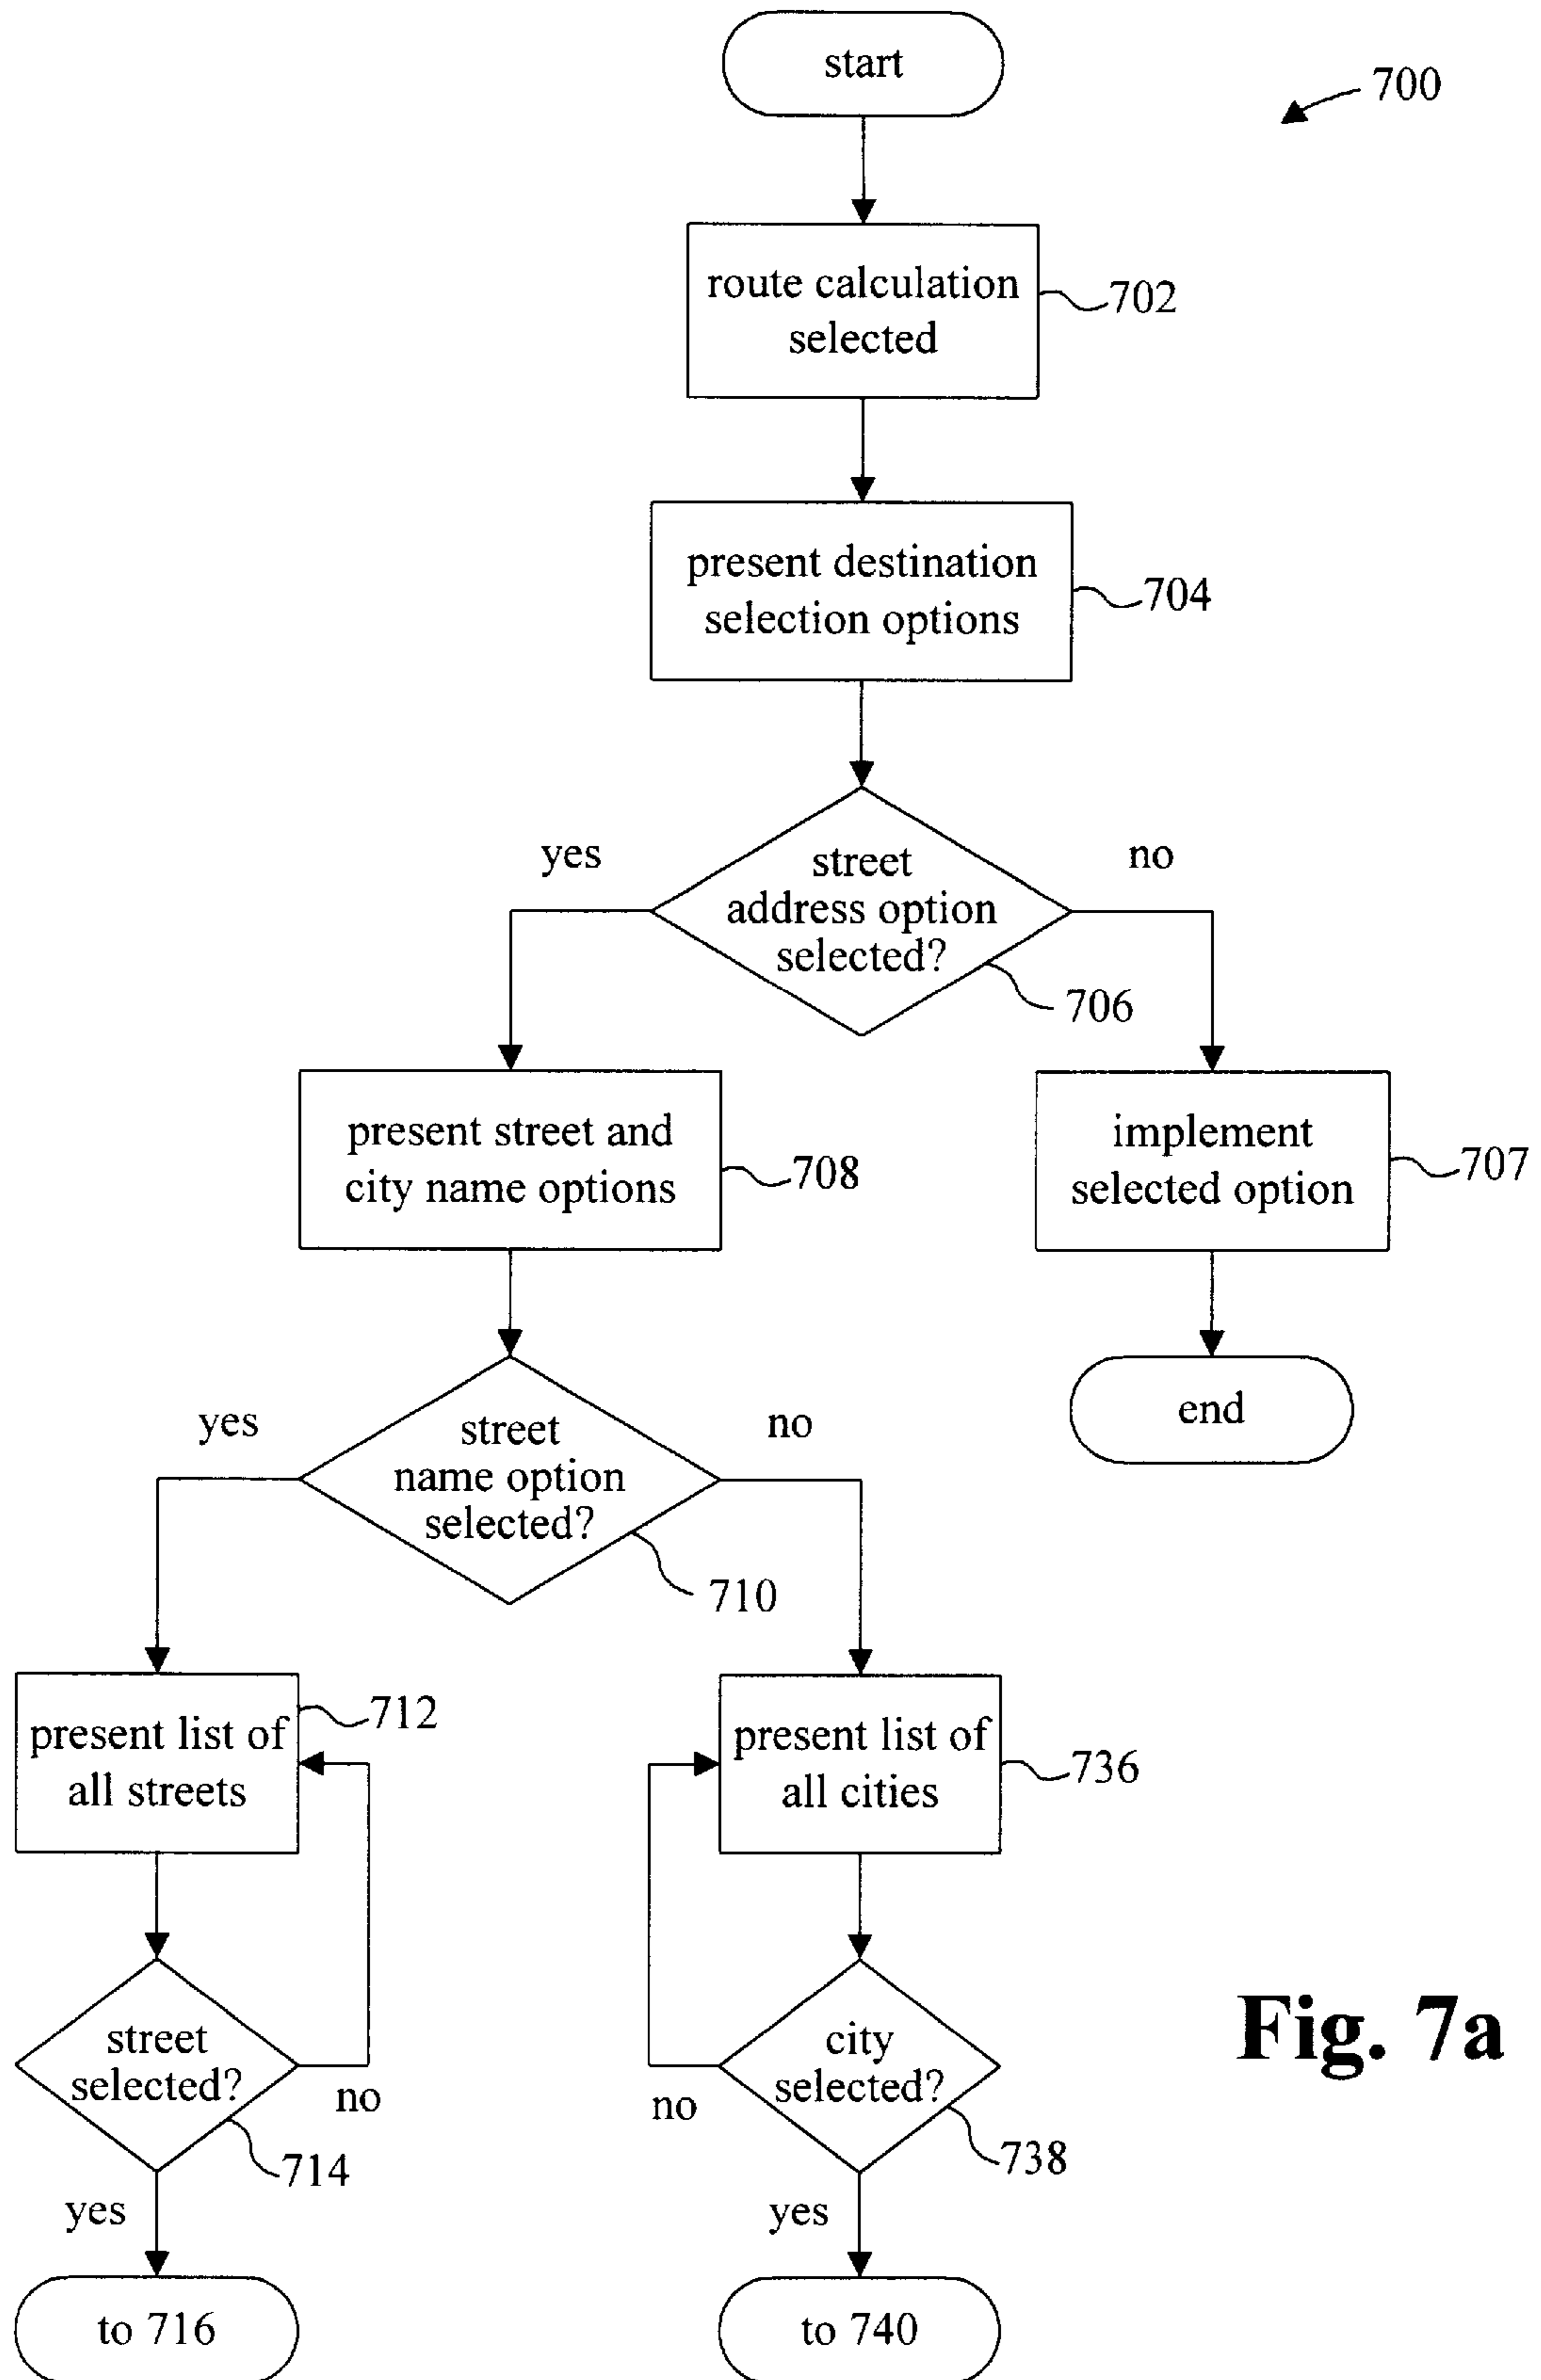 start
700
route calculation
selected
702
present destination
selection options
704
yes
street
address option
selected?
no
706
present street and
city name options
708
implement
selected option
707
yes
street
name option
selected?
no
end
710
present list of
all streets
712
present list of
all cities
736
street
selected?
no
714
yes
city
selected?
no
738
yes
Fig. 7a
to 716
to 740